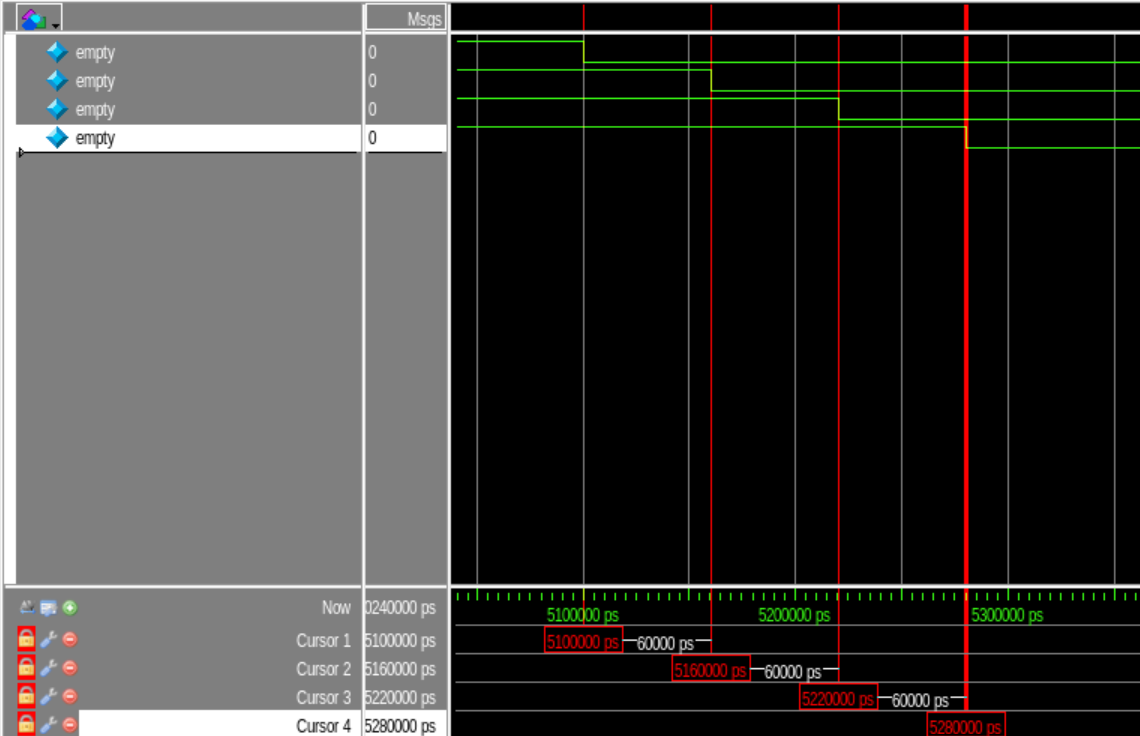 Msgs
empty 0
empty 0
empty 0
empty 0
Now 0240000 ps 5100000 ps 5200000 ps 5300000 ps
Cursor 1 5100000 ps 5100000 ps 60000 ps
Cursor 2 5160000 ps 5160000 ps 60000 ps
Cursor 3 5220000 ps 5220000 ps 60000 ps
Cursor 4 5280000 ps 5280000 ps